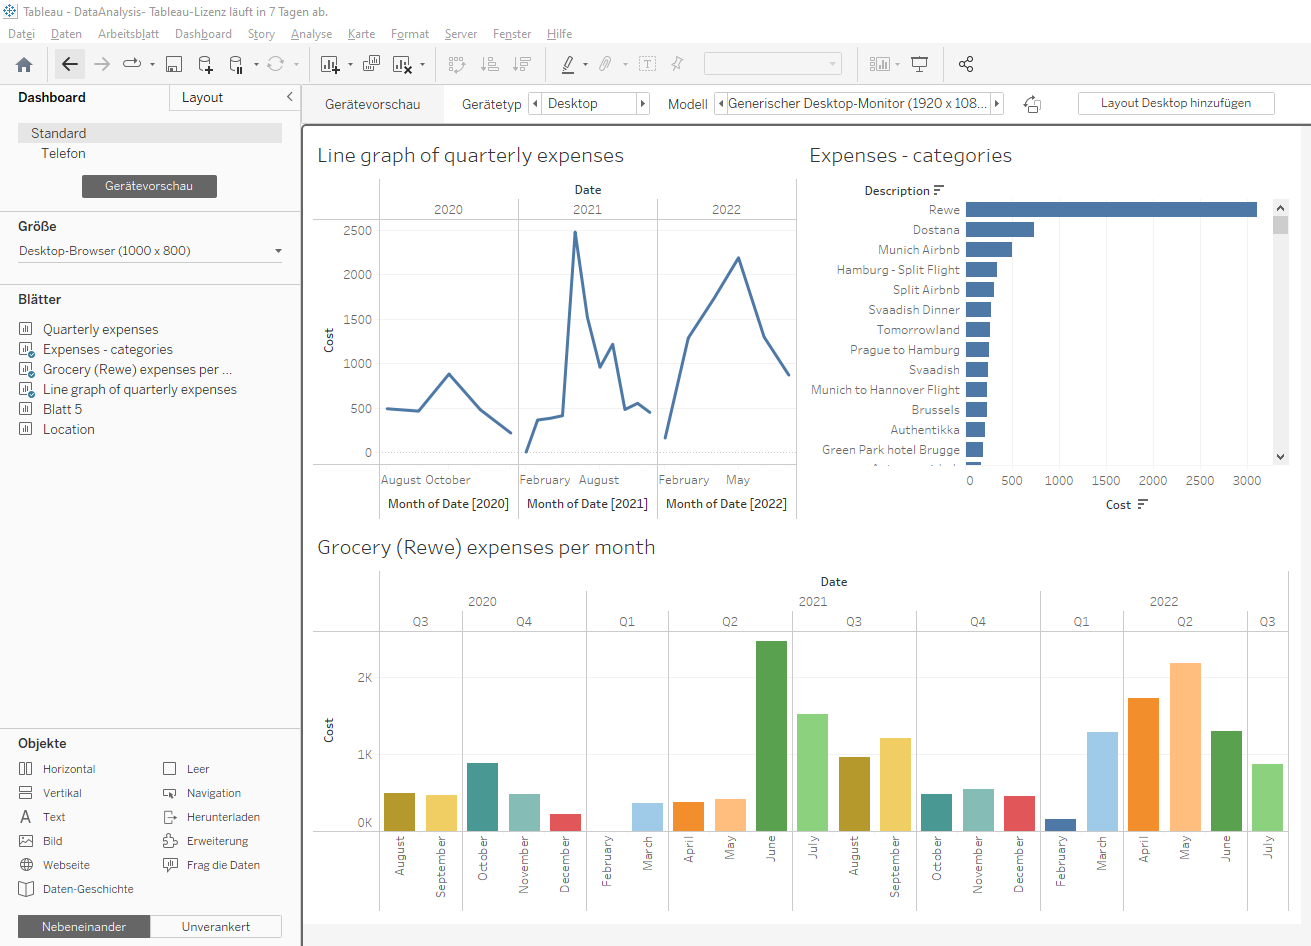 Tableau - DataAnalysis- Tableau-Lizenz läuft in 7 Tagen ab.
Datei Daten Arbeitsblatt Dashboard Story Analyse Karte Format Server Fenster Hilfe
Dashboard Layout
Gerätevorschau Gerätetyp Desktop Modell Generischer Desktop-Monitor (1920 x 108... Layout Desktop hinzufügen
Standard
Telefon
Gerätevorschau
Größe
Desktop-Browser (1000 x 800)
Blätter
Quarterly expenses
Expenses - categories
Grocery (Rewe) expenses per ...
Line graph of quarterly expenses
Blatt 5
Location
Objekte
Horizontal Leer
Vertikal Navigation
Text Herunterladen
Bild Erweiterung
Webseite Frag die Daten
Daten-Geschichte
Nebeneinander Unverankert
Line graph of quarterly expenses
Date
2020 2021 2022
2500
2000
1500
1000
500
0
Cost
August October February August February May
Month of Date [2020] Month of Date [2021] Month of Date [2022]
Expenses - categories
Description
Rewe
Dostana
Munich Airbnb
Hamburg - Split Flight
Split Airbnb
Svaadish Dinner
Tomorrowland
Prague to Hamburg
Svaadish
Munich to Hannover Flight
Brussels
Authentikka
Green Park hotel Brugge
0 500 1000 1500 2000 2500 3000
Cost
Grocery (Rewe) expenses per month
Date
2020 2021 2022
Q3 Q4 Q1 Q2 Q3 Q4 Q1 Q2 Q3
2K
1K
0K
Cost
August September October November December February March April May June July August September October November December February March April May June July